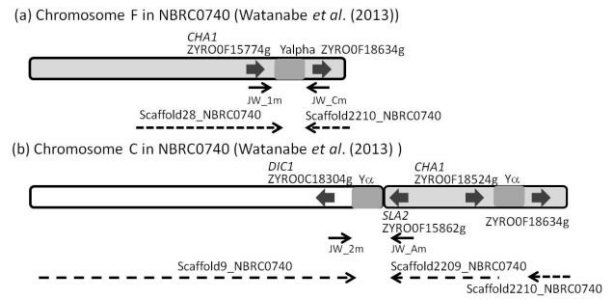 (a) Chromosome F in NBRC0740 (Watanabe et al. (2013))
CHA1
ZYRO0F15774g Yalpha ZYRO0F18634g
JW_1m JW_Cm
Scaffold28_NBRC0740 Scaffold2210_NBRC0740
(b) Chromosome C in NBRC0740 (Watanabe et al. (2013) )
DIC1 CHA1
ZYRO0C18304g Yα ZYRO0F18524g Yα
SLA2
ZYRO0F15862g ZYRO0F18634g
JW_2m JW_Am
Scaffold9_NBRC0740 Scaffold2209_NBRC0740
Scaffold2210_NBRC0740